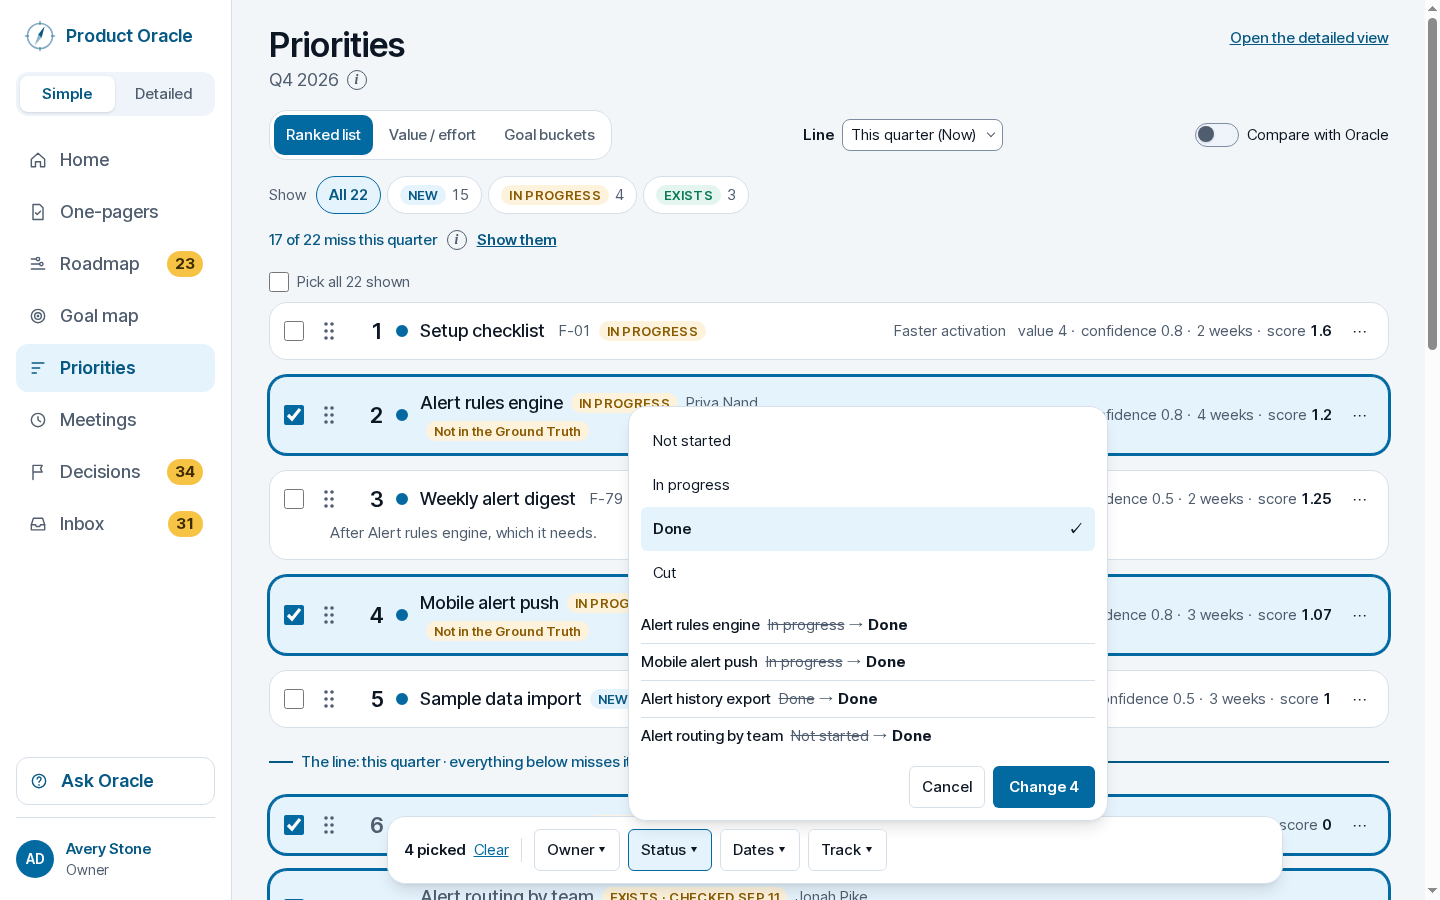 Product Oracle
Simple
Detailed
Home
One-pagers
Roadmap 23
Goal map
Priorities
Meetings
Decisions 34
Inbox 31
Ask Oracle
AD
Avery Stone
Owner
Priorities
Open the detailed view
Q4 2026 i
Ranked list
Value / effort
Goal buckets
Line
This quarter (Now)
Compare with Oracle
Show
All 22
NEW 15
IN PROGRESS 4
EXISTS 3
17 of 22 miss this quarter i Show them
Pick all 22 shown
1 Setup checklist F-01 IN PROGRESS Faster activation value 4 · confidence 0.8 · 2 weeks · score 1.6 ...
2 Alert rules engine IN PROGRESS Priya Nand
Not in the Ground Truth
fidence 0.8 · 4 weeks · score 1.2 ...
3 Weekly alert digest F-79
dence 0.5 · 2 weeks · score 1.25 ...
After Alert rules engine, which it needs.
4 Mobile alert push IN PROG
Not in the Ground Truth
dence 0.8 · 3 weeks · score 1.07 ...
5 Sample data import NEW
onfidence 0.5 · 3 weeks · score 1 ...
The line: this quarter · everything below misses it
6
score 0 ...
Alert routing by team EXISTS · CHECKED SEP 11 Jonah Pike
Not started
In progress
Done ✓
Cut
Alert rules engine In progress → Done
Mobile alert push In progress → Done
Alert history export Done → Done
Alert routing by team Not started → Done
Cancel
Change 4
4 picked Clear
Owner ▾
Status ▾
Dates ▾
Track ▾